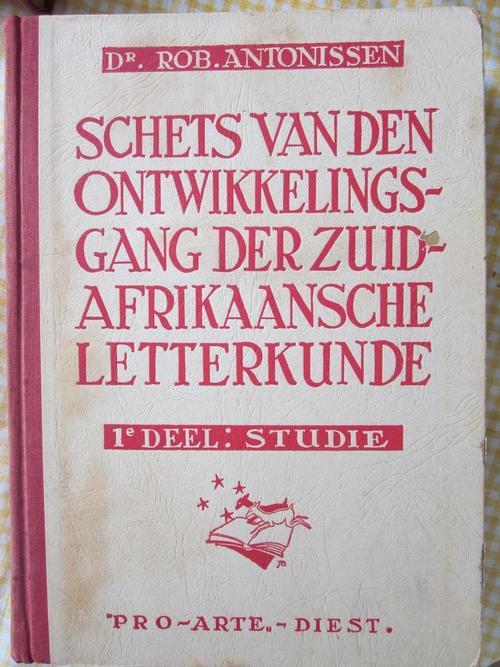 Dr. ROB. ANTONISSEN
SCHETS VAN DEN
ONTWIKKELINGS-
GANG DER ZUID-
AFRIKAANSCHE
LETTERKUNDE
1e DEEL: STUDIE
"PRO-ARTE„-DIEST.